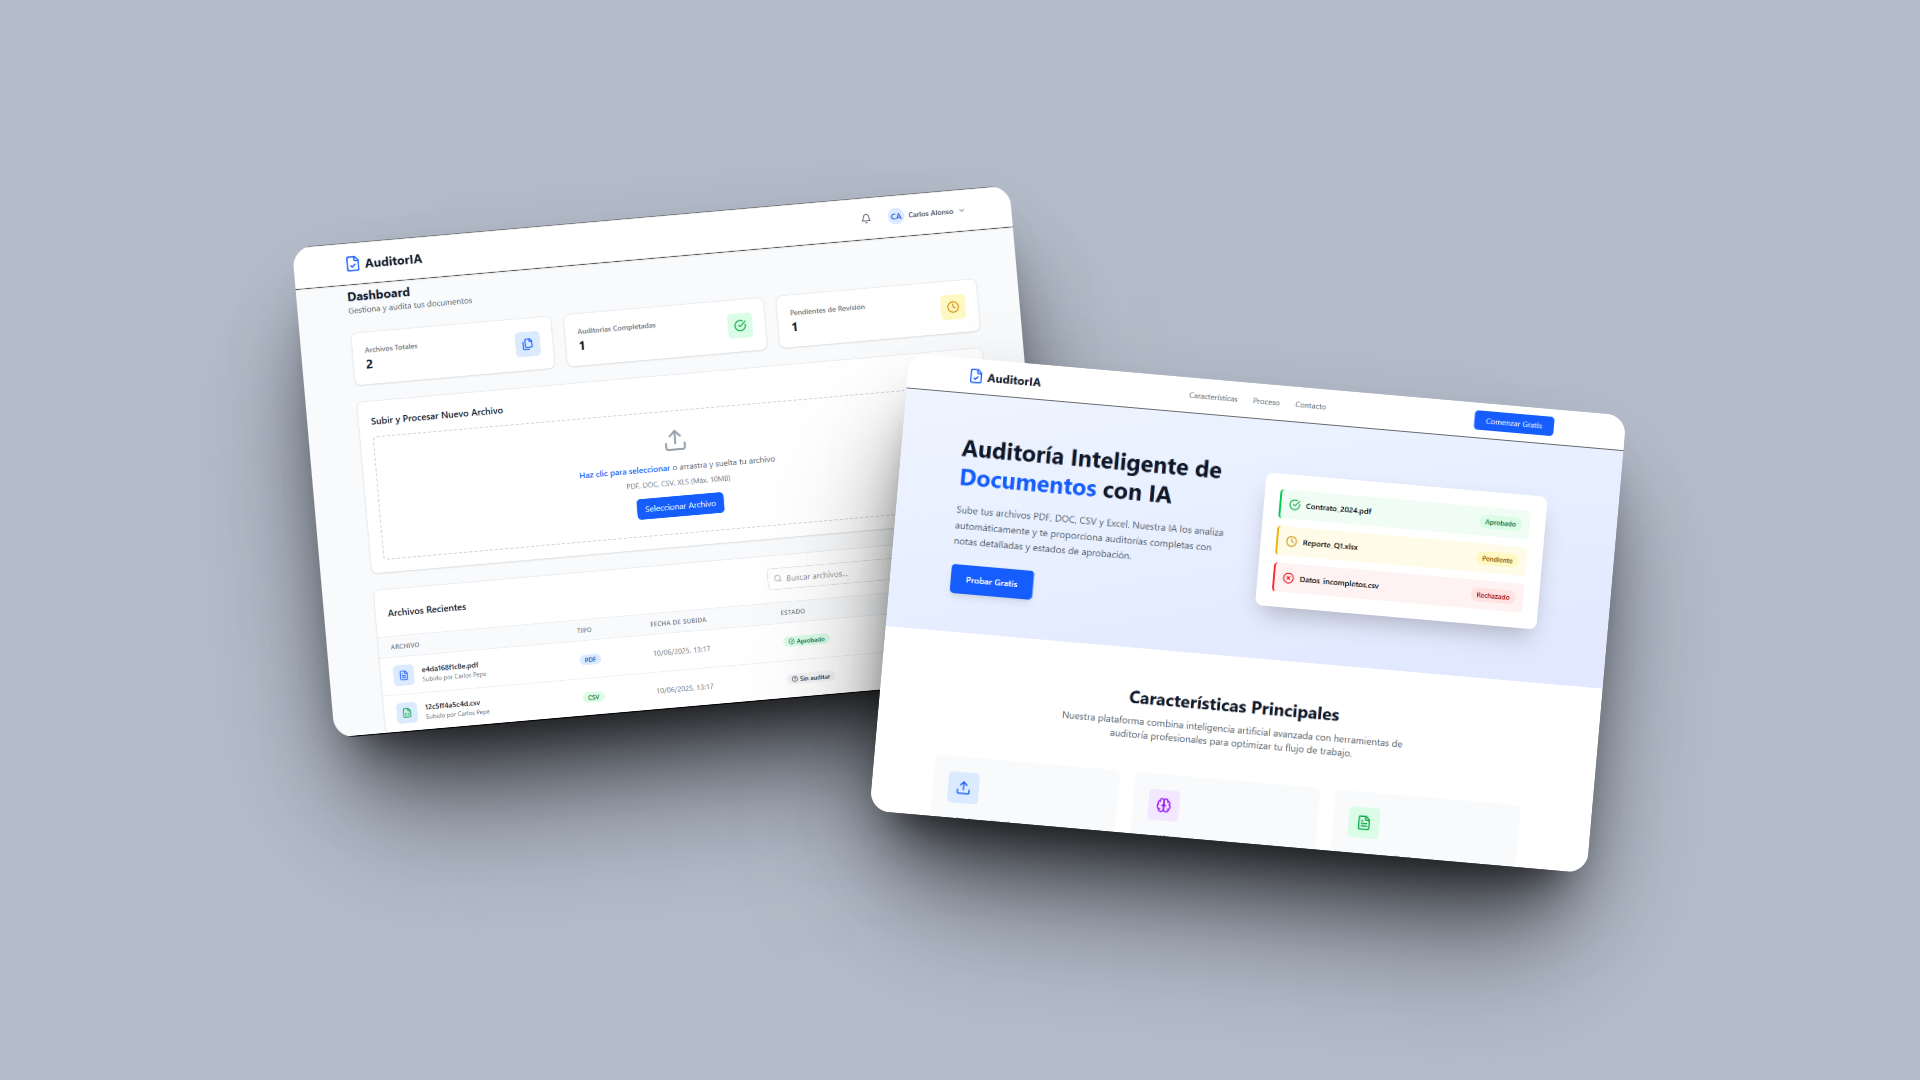 AuditorIA
CA Carlos Alonso
Dashboard
Gestiona y audita tus documentos
Archivos Totales
2
Auditorías Completadas
1
Pendientes de Revisión
1
Subir y Procesar Nuevo Archivo
Haz clic para seleccionar o arrastra y suelta tu archivo
PDF, DOC, CSV, XLS (Máx. 10MB)
Seleccionar Archivo
Archivos Recientes
Buscar archivos...
ARCHIVO TIPO FECHA DE SUBIDA ESTADO
e4da168f1c8e.pdf
Subido por Carlos Pepe
PDF
10/06/2025, 13:17
Aprobado
12c5ff4a5c4d.csv
Subido por Carlos Pepe
CSV
10/06/2025, 13:17
Sin auditar
AuditorIA
Características Proceso Contacto
Comenzar Gratis
Auditoría Inteligente de
Documentos con IA
Sube tus archivos PDF, DOC, CSV y Excel. Nuestra IA los analiza
automáticamente y te proporciona auditorías completas con
notas detalladas y estados de aprobación.
Probar Gratis
Contrato_2024.pdf
Aprobado
Reporte_Q1.xlsx
Pendiente
Datos_incompletos.csv
Rechazado
Características Principales
Nuestra plataforma combina inteligencia artificial avanzada con herramientas de
auditoría profesionales para optimizar tu flujo de trabajo.